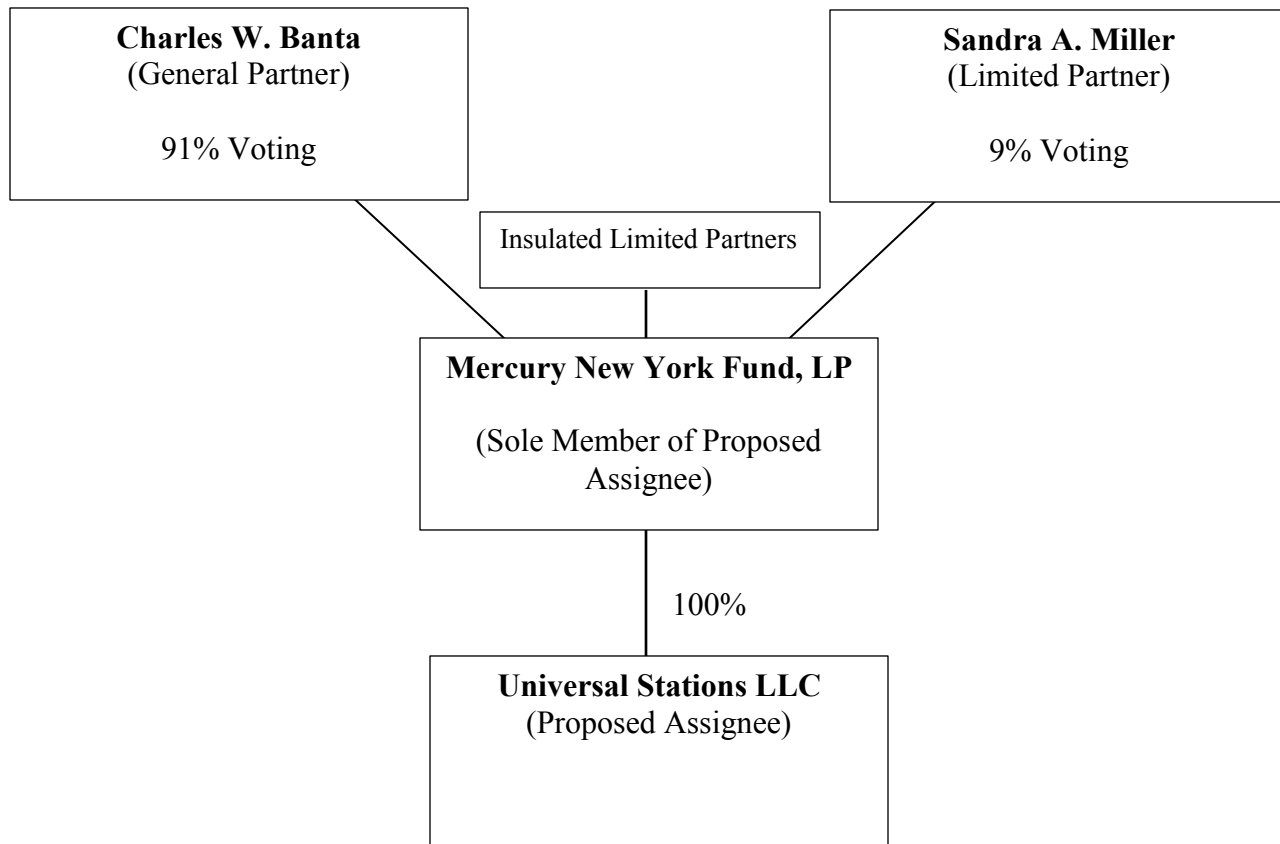 Charles W. Banta
(General Partner)
91% Voting
Sandra A. Miller
(Limited Partner)
9% Voting
Insulated Limited Partners
Mercury New York Fund, LP
(Sole Member of Proposed
Assignee)
100%
Universal Stations LLC
(Proposed Assignee)